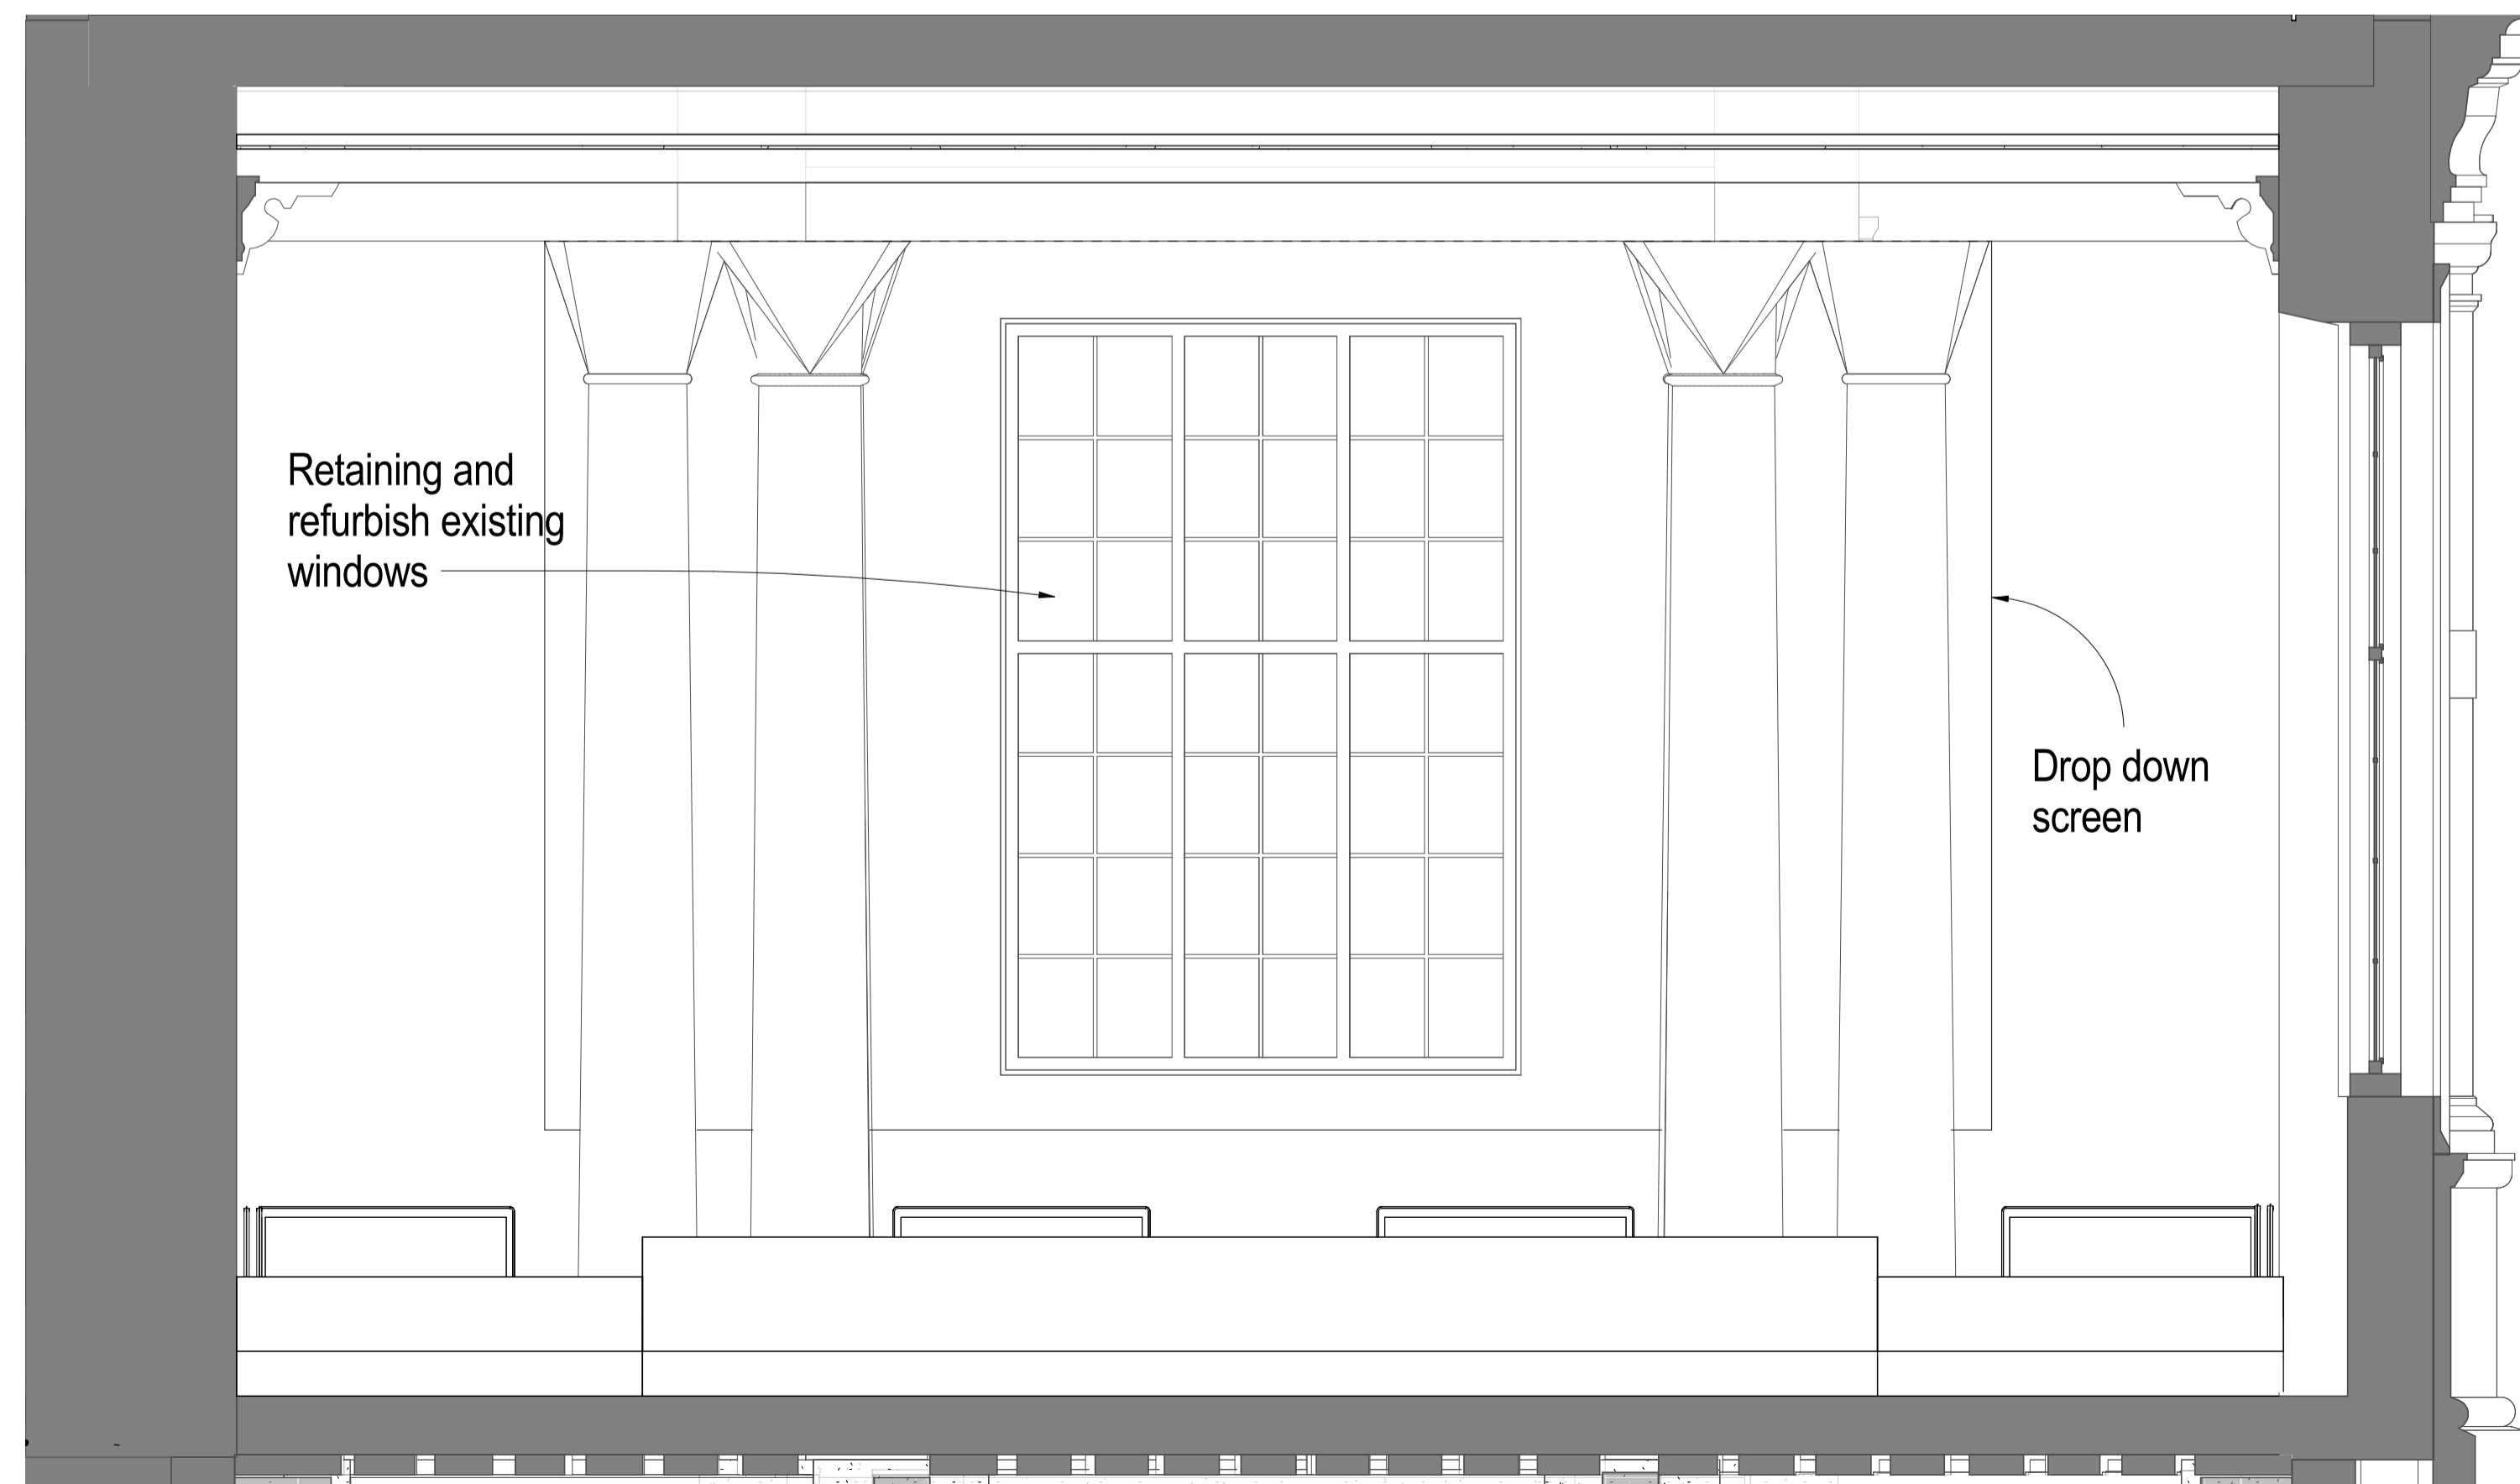 Retaining and
refurbish existing
windows
Drop down
screen